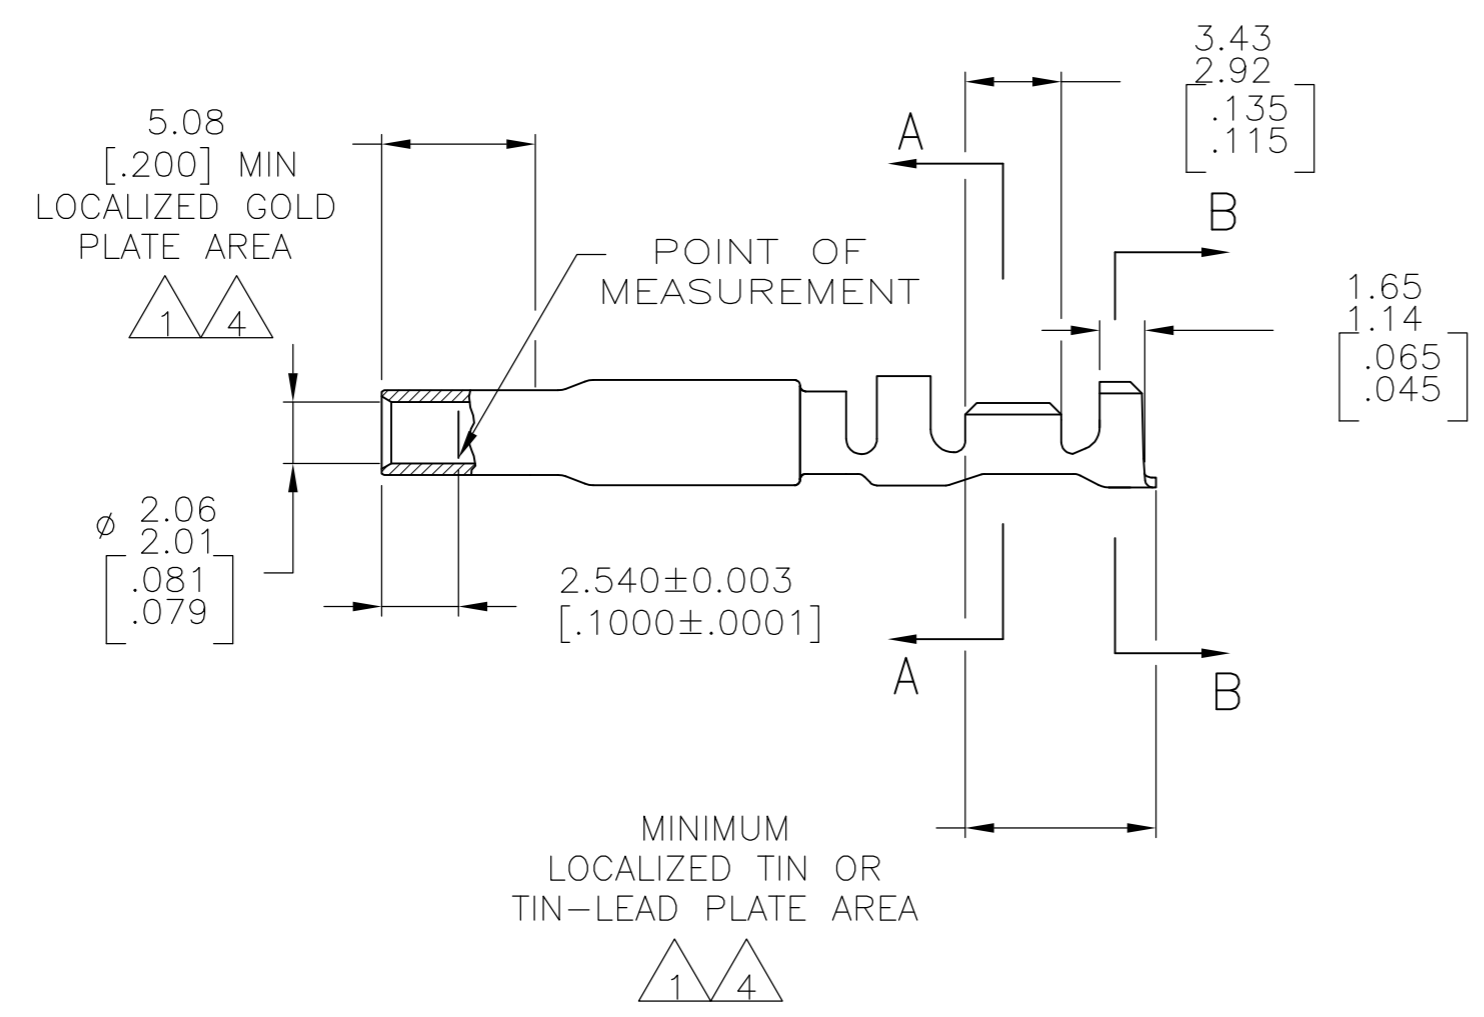 3.43
2.92
[.135
.115]
5.08
[.200] MIN
LOCALIZED GOLD
PLATE AREA
1 4
A
B
POINT OF
MEASUREMENT
1.65
1.14
[.065
.045]
⌀ 2.06
2.01
[.081
.079]
2.540±0.003
[.1000±.0001]
A
B
MINIMUM
LOCALIZED TIN OR
TIN-LEAD PLATE AREA
1 4